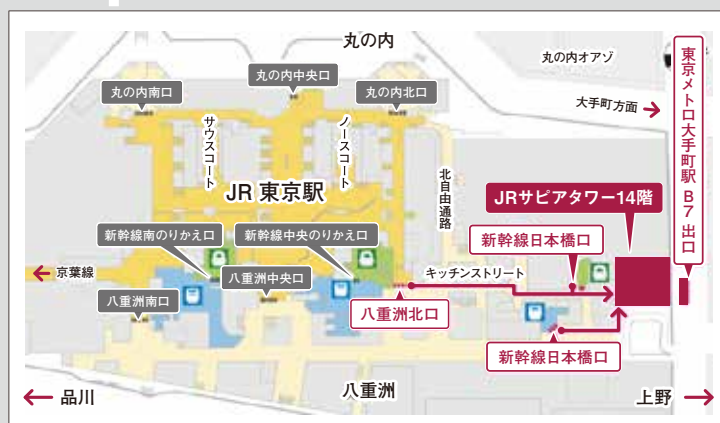 丸の内
丸の内オアゾ
丸の内中央口
丸の内南口
丸の内北口
大手町方面
東京メトロ大手町駅 B7出口
サウスコート
ノースコート
北自由通路
JR 東京駅
JRサピアタワー14階
新幹線南のりかえ口
新幹線中央のりかえ口
新幹線日本橋口
京葉線
八重洲中央口
キッチンストリート
八重洲南口
八重洲北口
新幹線日本橋口
品川
八重洲
上野